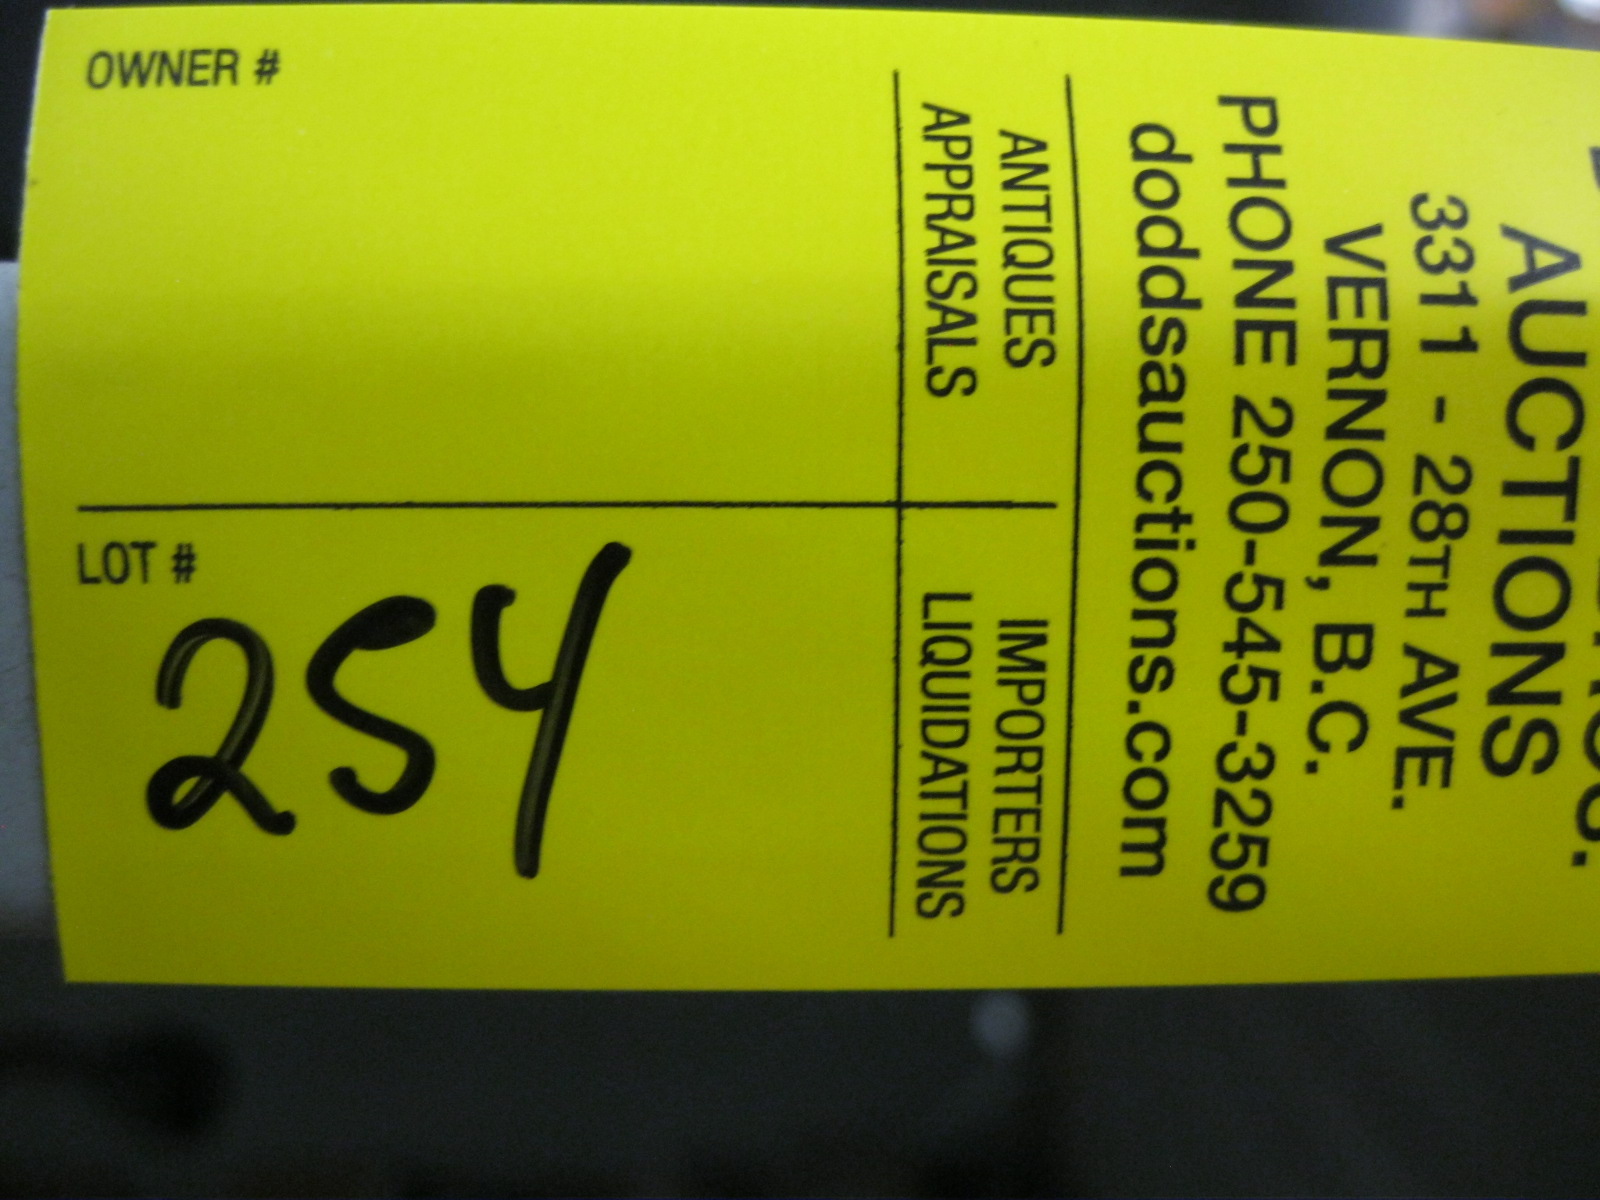 AUCTIONS
3311 - 28TH AVE.
VERNON, B.C.
PHONE 250-545-3259
doddsauctions.com
ANTIQUES
APPRAISALS
IMPORTERS
LIQUIDATIONS
OWNER #
LOT #
254